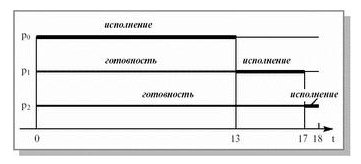 исполнение
p0
готовность исполнение
p1
готовность исполнение
p2
0 13 17 18 t